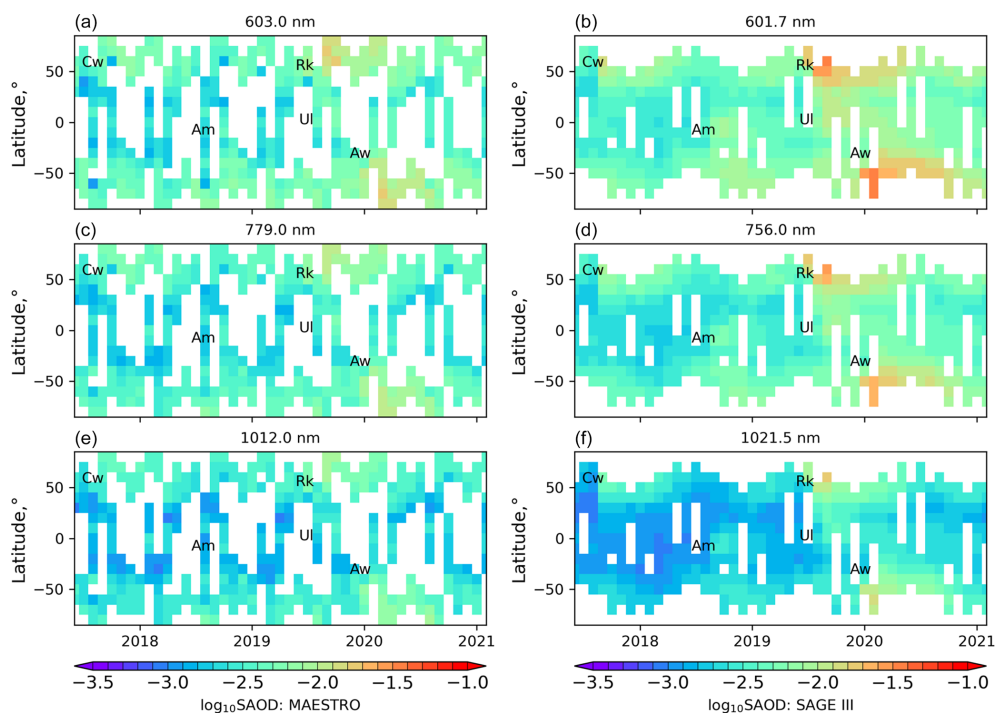 (a) 603.0 nm
(b) 601.7 nm
Latitude,°
50
0
−50
Cw
Am
Rk
Ul
Aw
Latitude,°
50
0
−50
Cw
Am
Rk
Ul
Aw
(c) 779.0 nm
(d) 756.0 nm
Latitude,°
50
0
−50
Cw
Am
Rk
Ul
Aw
Latitude,°
50
0
−50
Cw
Am
Rk
Ul
Aw
(e) 1012.0 nm
(f) 1021.5 nm
Latitude,°
50
0
−50
Cw
Am
Rk
Ul
Aw
Latitude,°
50
0
−50
Cw
Am
Rk
Ul
Aw
2018 2019 2020 2021
2018 2019 2020 2021
−3.5 −3.0 −2.5 −2.0 −1.5 −1.0
−3.5 −3.0 −2.5 −2.0 −1.5 −1.0
log10SAOD: MAESTRO
log10SAOD: SAGE III